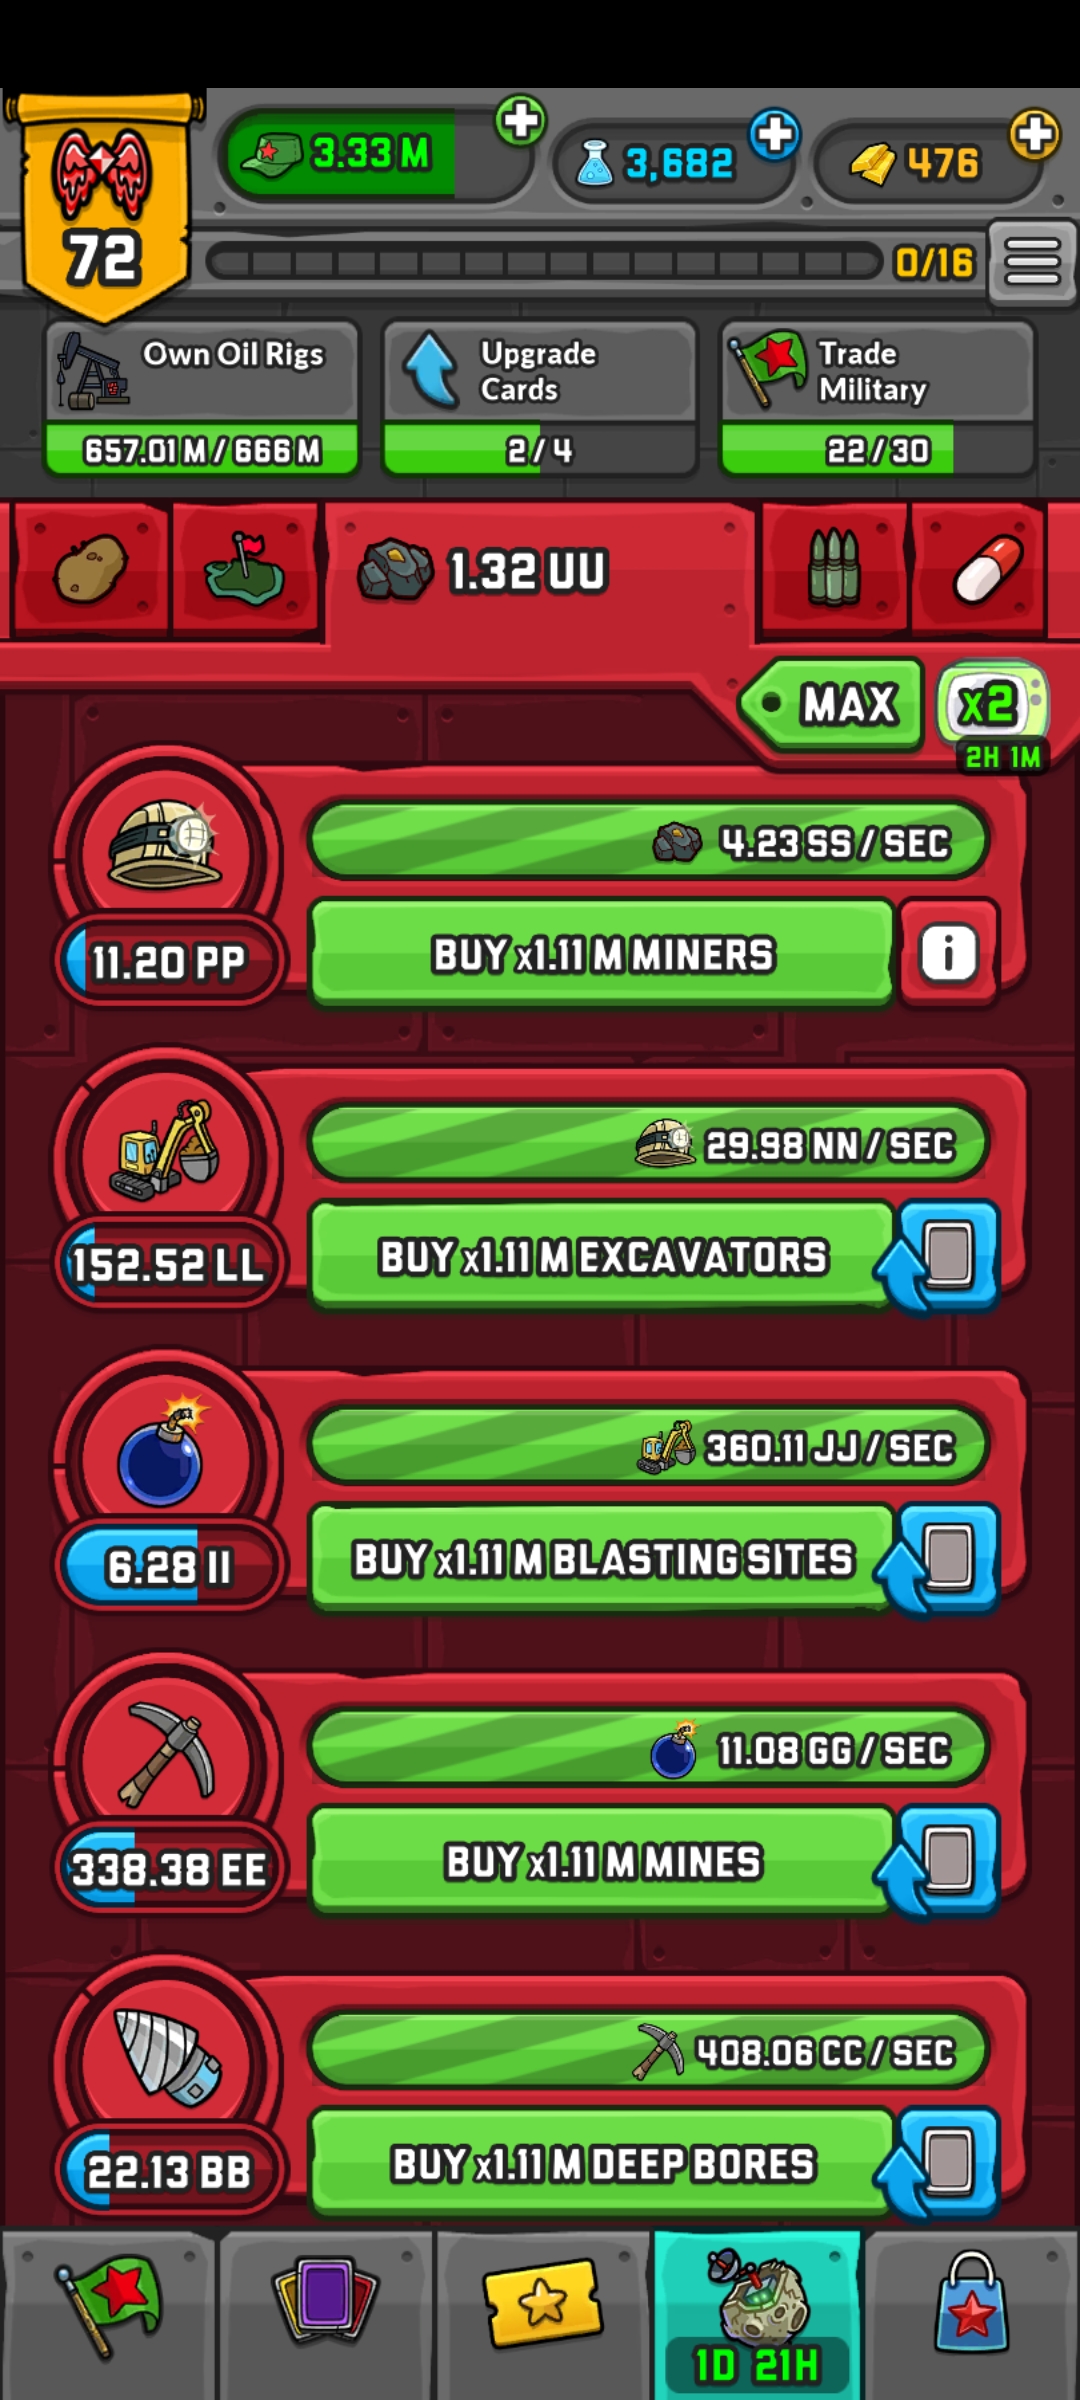 3.33 M
3,682
476
72
0/16
Own Oil Rigs
657.01 M / 666 M
Upgrade
Cards
2 / 4
Trade
Military
22 / 30
1.32 UU
MAX
x2
2H 1M
4.23 SS / SEC
11.20 PP
BUY x1.11 M MINERS
i
29.98 NN / SEC
152.52 LL
BUY x1.11 M EXCAVATORS
360.11 JJ / SEC
6.28 II
BUY x1.11 M BLASTING SITES
11.08 GG / SEC
338.38 EE
BUY x1.11 M MINES
408.06 CC / SEC
22.13 BB
BUY x1.11 M DEEP BORES
1D 21H